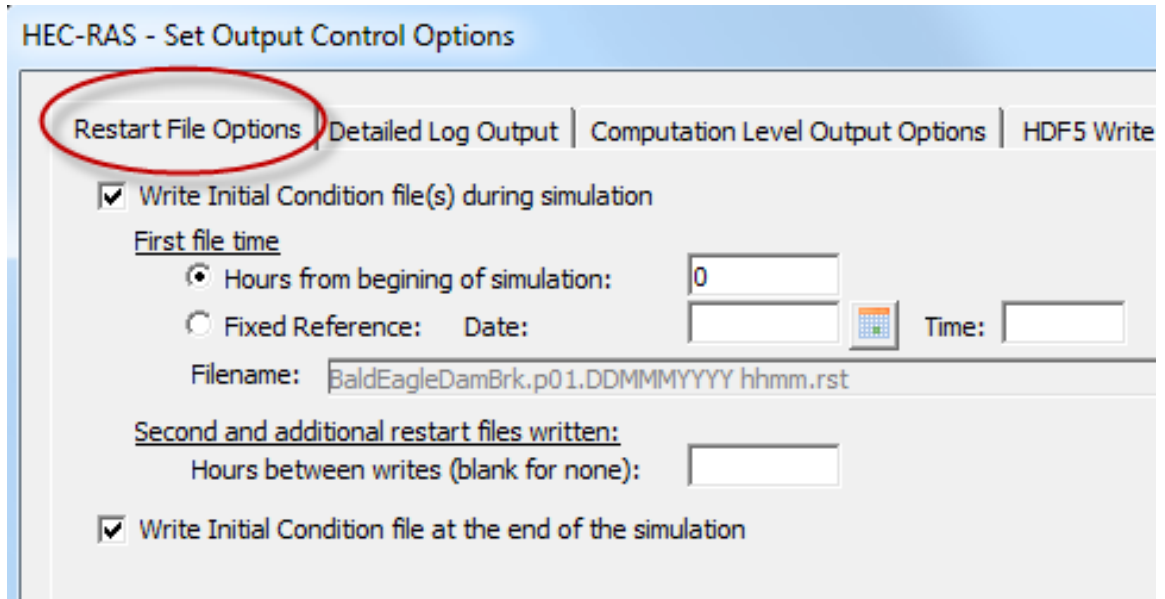 HEC-RAS - Set Output Control Options
Restart File Options Detailed Log Output Computation Level Output Options HDF5 Write
Write Initial Condition file(s) during simulation
First file time
Hours from begining of simulation: 0
Fixed Reference: Date: Time:
Filename: BaldEagleDamBrk.p01.DDMMMYYYY hhmm.rst
Second and additional restart files written:
Hours between writes (blank for none):
Write Initial Condition file at the end of the simulation